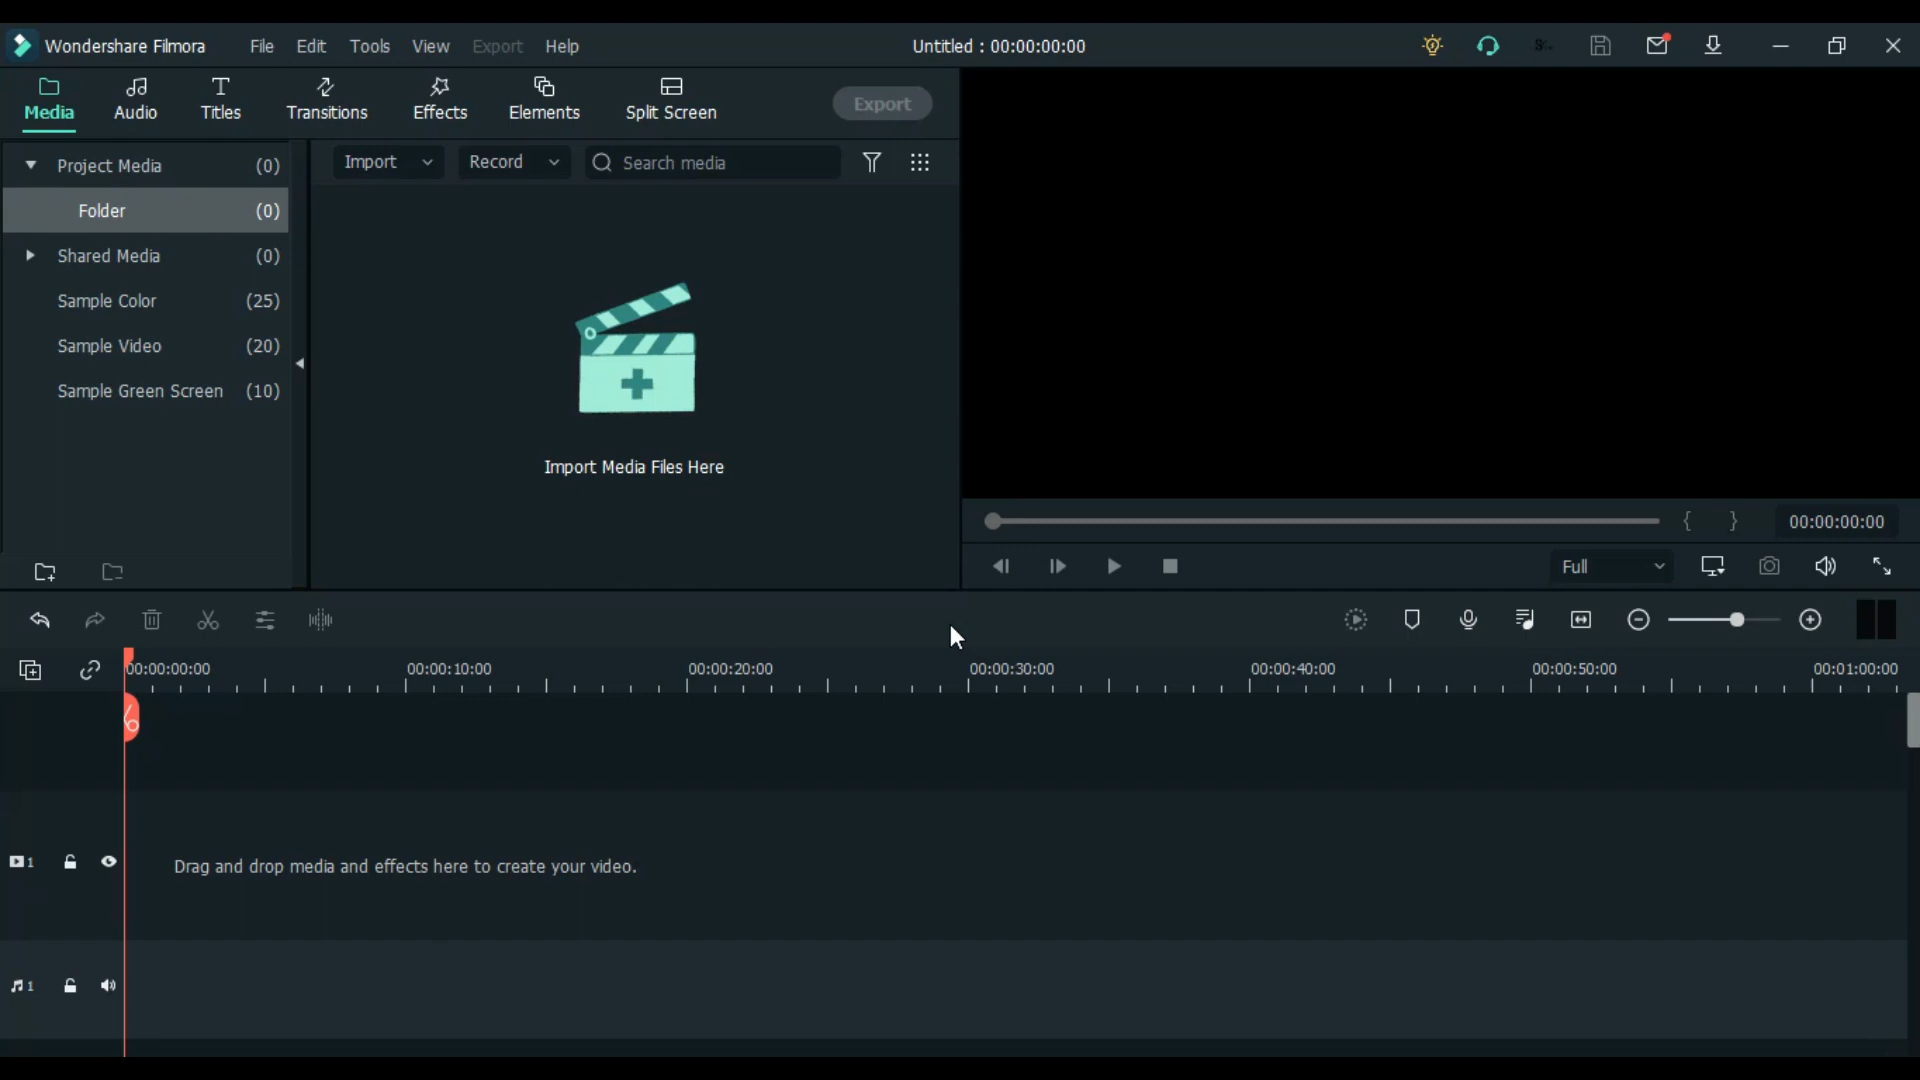 Wondershare Filmora File Edit Tools View Export Help Untitled : 00:00:00:00
Media Audio Titles Transitions Effects Elements Split Screen Export
Project Media (0)
Folder (0)
Shared Media (0)
Sample Color (25)
Sample Video (20)
Sample Green Screen (10)
Import Record Search media
Import Media Files Here
{ } 00:00:00:00
Full
00:00:00:00 00:00:10:00 00:00:20:00 00:00:30:00 00:00:40:00 00:00:50:00 00:01:00:00
1 Drag and drop media and effects here to create your video.
1